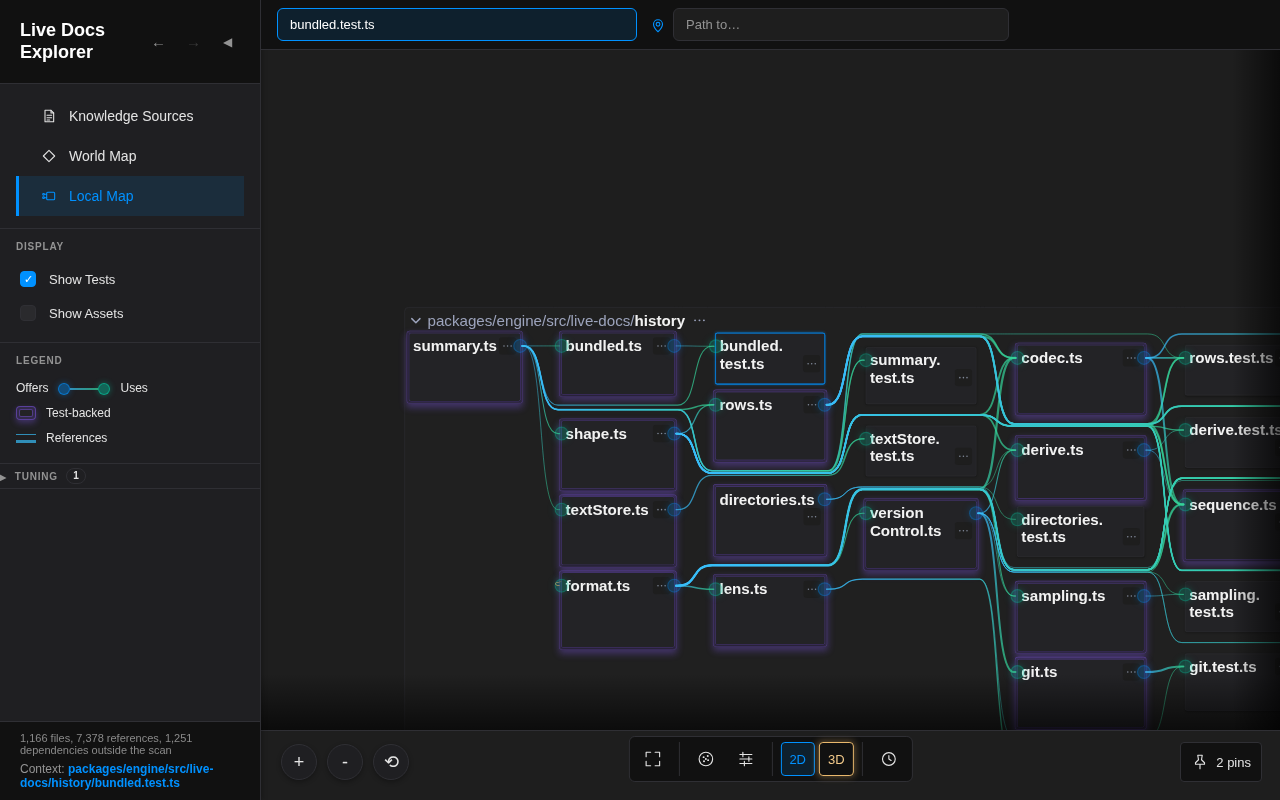 Live Docs
Explorer
← → ◀
bundled.test.ts
Path to…
Knowledge Sources
World Map
Local Map
DISPLAY
✓ Show Tests
Show Assets
LEGEND
Offers Uses
Test-backed
References
▶ TUNING 1
1,166 files, 7,378 references, 1,251
dependencies outside the scan
Context: packages/engine/src/live-
docs/history/bundled.test.ts
packages/engine/src/live-docs/history ···
summary.ts ···
bundled.ts ···
shape.ts ···
textStore.ts ···
format.ts ···
bundled.
test.ts ···
rows.ts ···
directories.ts
···
lens.ts ···
summary.
test.ts ···
textStore.
test.ts ···
version
Control.ts ···
codec.ts ···
derive.ts ···
directories.
test.ts ···
sampling.ts ···
git.ts ···
rows.test.ts
derive.test.ts
sequence.ts
sampling.
test.ts
git.test.ts
+ - ⟲
2D 3D
2 pins